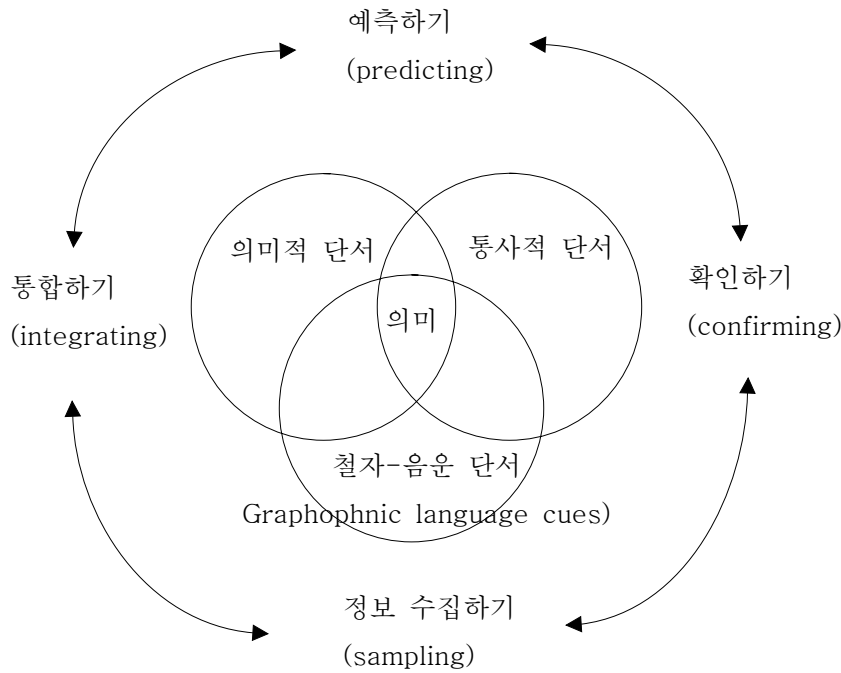 예측하기
(predicting)
의미적 단서
통사적 단서
통합하기
(integrating)
의미
확인하기
(confirming)
철자-음운 단서
Graphophnic language cues)
정보 수집하기
(sampling)